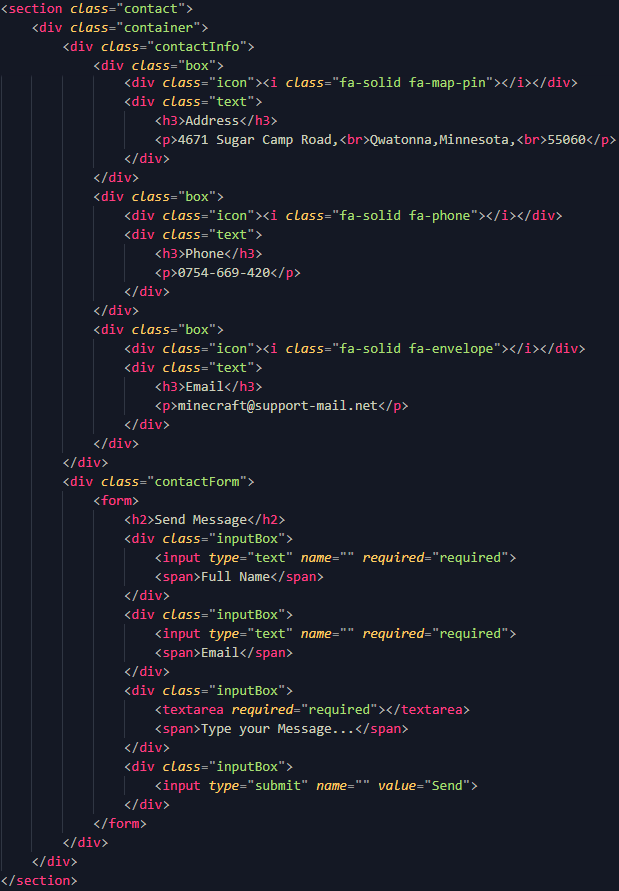 <section class="contact">
    <div class="container">
        <div class="contactInfo">
            <div class="box">
                <div class="icon"><i class="fa-solid fa-map-pin"></i></div>
                <div class="text">
                    <h3>Address</h3>
                    <p>4671 Sugar Camp Road,<br>Qwatonna,Minnesota,<br>55060</p>
                </div>
            </div>
            <div class="box">
                <div class="icon"><i class="fa-solid fa-phone"></i></div>
                <div class="text">
                    <h3>Phone</h3>
                    <p>0754-669-420</p>
                </div>
            </div>
            <div class="box">
                <div class="icon"><i class="fa-solid fa-envelope"></i></div>
                <div class="text">
                    <h3>Email</h3>
                    <p>minecraft@support-mail.net</p>
                </div>
            </div>
        </div>
        <div class="contactForm">
            <form>
                <h2>Send Message</h2>
                <div class="inputBox">
                    <input type="text" name="" required="required">
                    <span>Full Name</span>
                </div>
                <div class="inputBox">
                    <input type="text" name="" required="required">
                    <span>Email</span>
                </div>
                <div class="inputBox">
                    <textarea required="required"></textarea>
                    <span>Type your Message...</span>
                </div>
                <div class="inputBox">
                    <input type="submit" name="" value="Send">
                </div>
            </form>
        </div>
    </div>
</section>